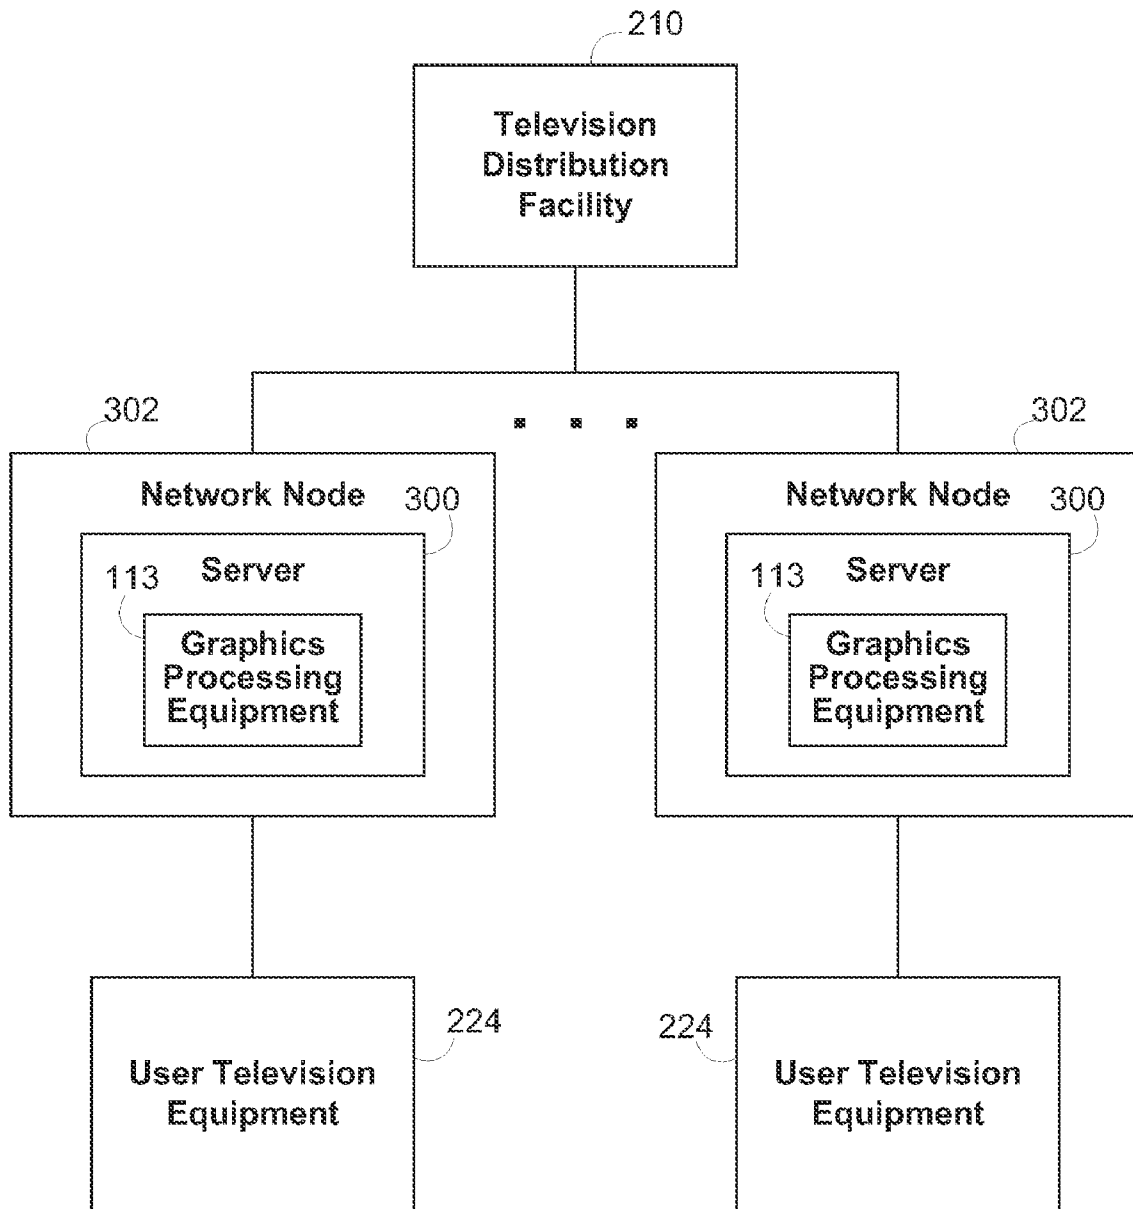 210
Television
Distribution
Facility
302
302
Network Node
300
Network Node
300
113
Server
113
Server
Graphics
Processing
Equipment
Graphics
Processing
Equipment
User Television
Equipment
224
224
User Television
Equipment